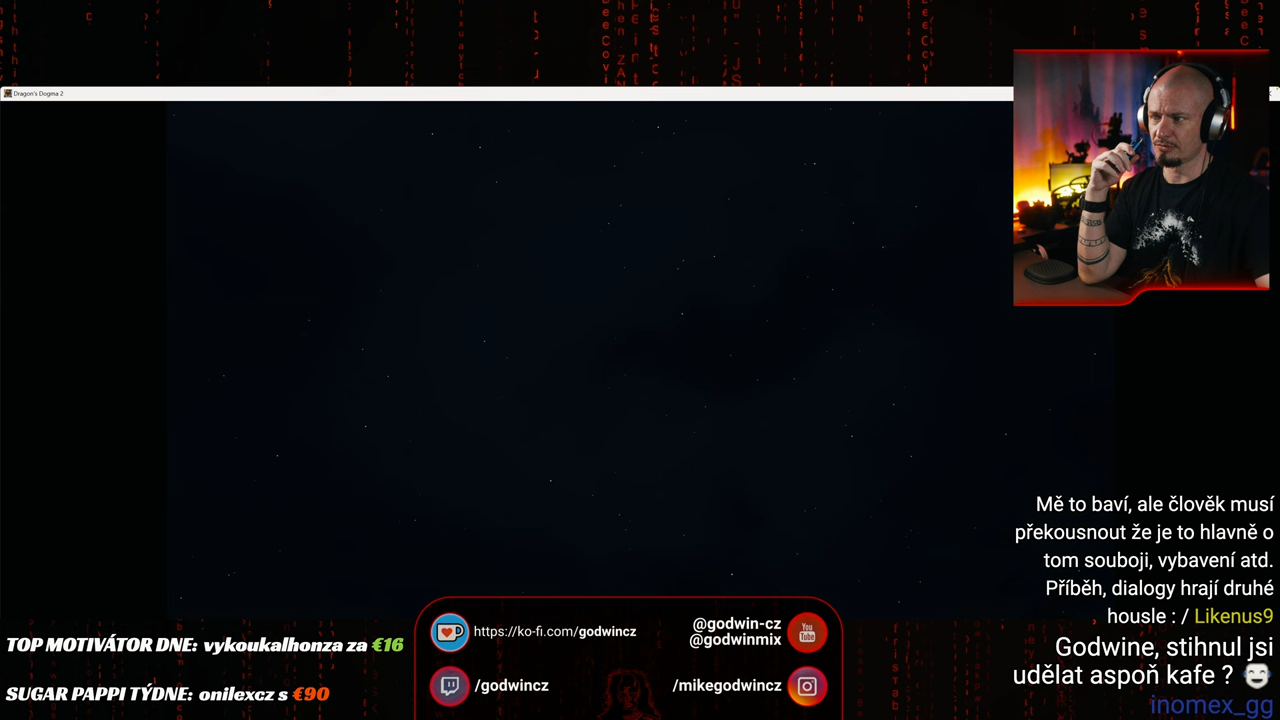 Dragon's Dogma 2
Mě to baví, ale člověk musí
překousnout že je to hlavně o
tom souboji, vybavení atd.
Příběh, dialogy hrají druhé
housle : / Likenus9
Godwine, stihnul jsi
udělat aspoň kafe ?
inomex_gg
TOP MOTIVÁTOR DNE: vykoukalhonza za €16
SUGAR PAPPI TÝDNE: onilexcz s €90
https://ko-fi.com/godwincz
@godwin-cz
@godwinmix
You
Tube
/godwincz
/mikegodwincz